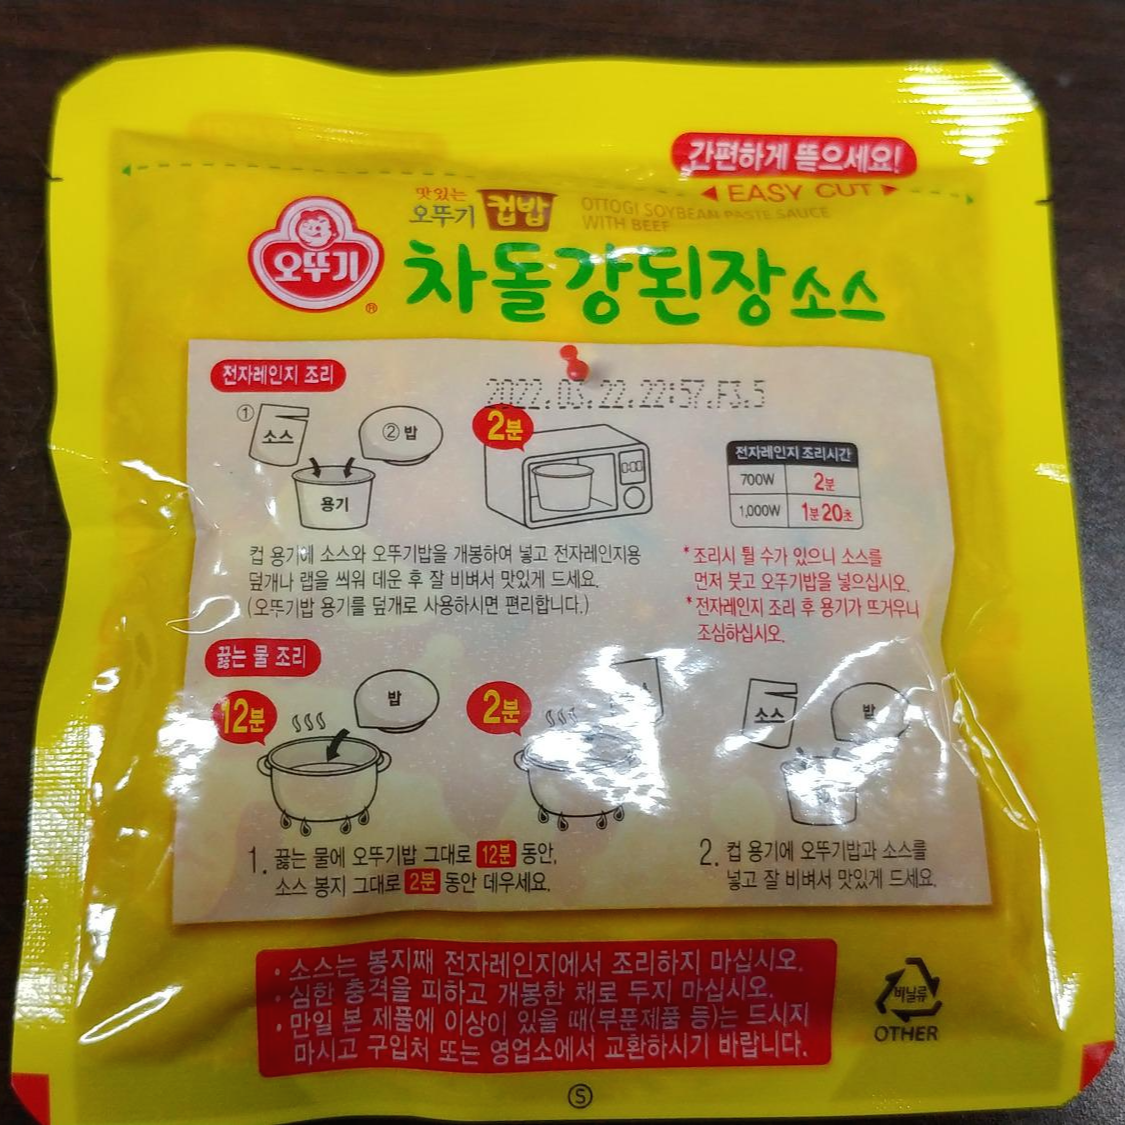 간편하게 뜯으세요!
EASY CUT
맛있는
오뚜기 컵밥
OTTOGI SOYBEAN PASTE SAUCE
WITH BEEF
오뚜기
®
차돌강된장소스
전자레인지 조리
2022.03.22.22:57.F3.5
① 소스
② 밥
용기
2분
0:00
전자레인지 조리시간
700W 2분
1,000W 1분20초
컵 용기에 소스와 오뚜기밥을 개봉하여 넣고 전자레인지용
덮개나 랩을 씌워 데운 후 잘 비벼서 맛있게 드세요.
(오뚜기밥 용기를 덮개로 사용하시면 편리합니다.)
*조리시 튈 수가 있으니 소스를
먼저 붓고 오뚜기밥을 넣으십시오.
*전자레인지 조리 후 용기가 뜨거우니
조심하십시오.
끓는 물 조리
12분
밥
2분
소스
밥
1. 끓는 물에 오뚜기밥 그대로 12분 동안,
소스 봉지 그대로 2분 동안 데우세요.
2. 컵 용기에 오뚜기밥과 소스를
넣고 잘 비벼서 맛있게 드세요.
· 소스는 봉지째 전자레인지에서 조리하지 마십시오.
· 심한 충격을 피하고 개봉한 채로 두지 마십시오.
· 만일 본 제품에 이상이 있을 때(부푼제품 등)는 드시지
마시고 구입처 또는 영업소에서 교환하시기 바랍니다.
비닐류
OTHER
Ⓢ